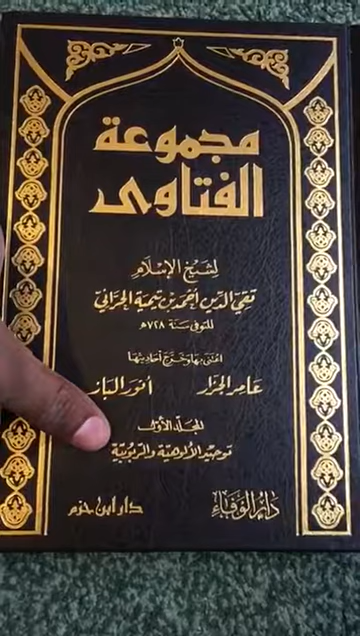 مجموعة
الفتاوى
لشيخ الإسلام
تقي الدين أحمد بن تيمية الحراني
المتوفى سنة ٧٢٨ هـ
اعتنى بها وخرج أحاديثها
عامر الجزار أنور الباز
المجلد الأول
توحيد الألوهية والربوبية
دار الوفاء دار ابن حزم